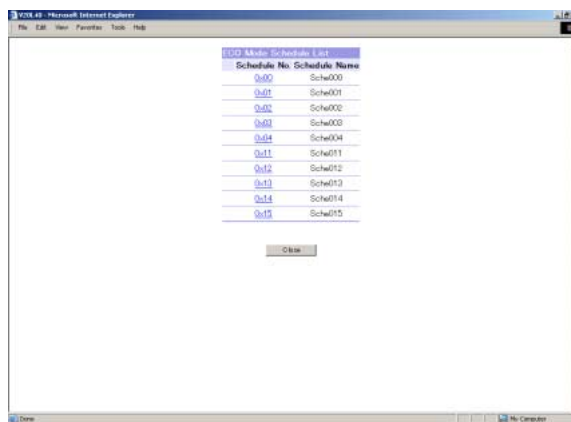 V20L40 - Microsoft Internet Explorer
File Edit View Favorites Tools Help
ECO Mode Schedule List
Schedule No. Schedule Name
0x00 Sche000
0x01 Sche001
0x02 Sche002
0x03 Sche003
0x04 Sche004
0x11 Sche011
0x12 Sche012
0x13 Sche013
0x14 Sche014
0x15 Sche015
Close
Done My Computer